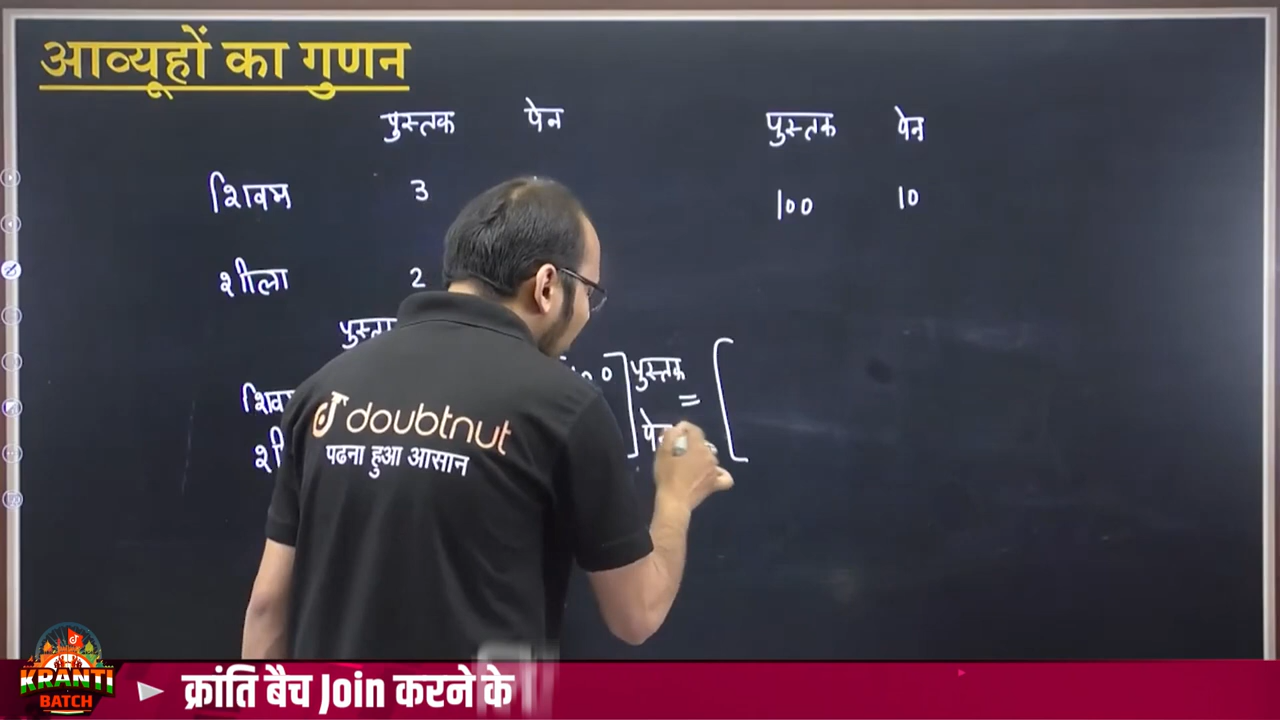 आव्यूहों का गुणन
पुस्तक पेन पुस्तक पेन
शिवम 3 100 10
शीला 2
पुस्तक
= [
पेन
doubtnut
पढना हुआ आसान
KRANTI
BATCH
क्रांति बैच Join करने के